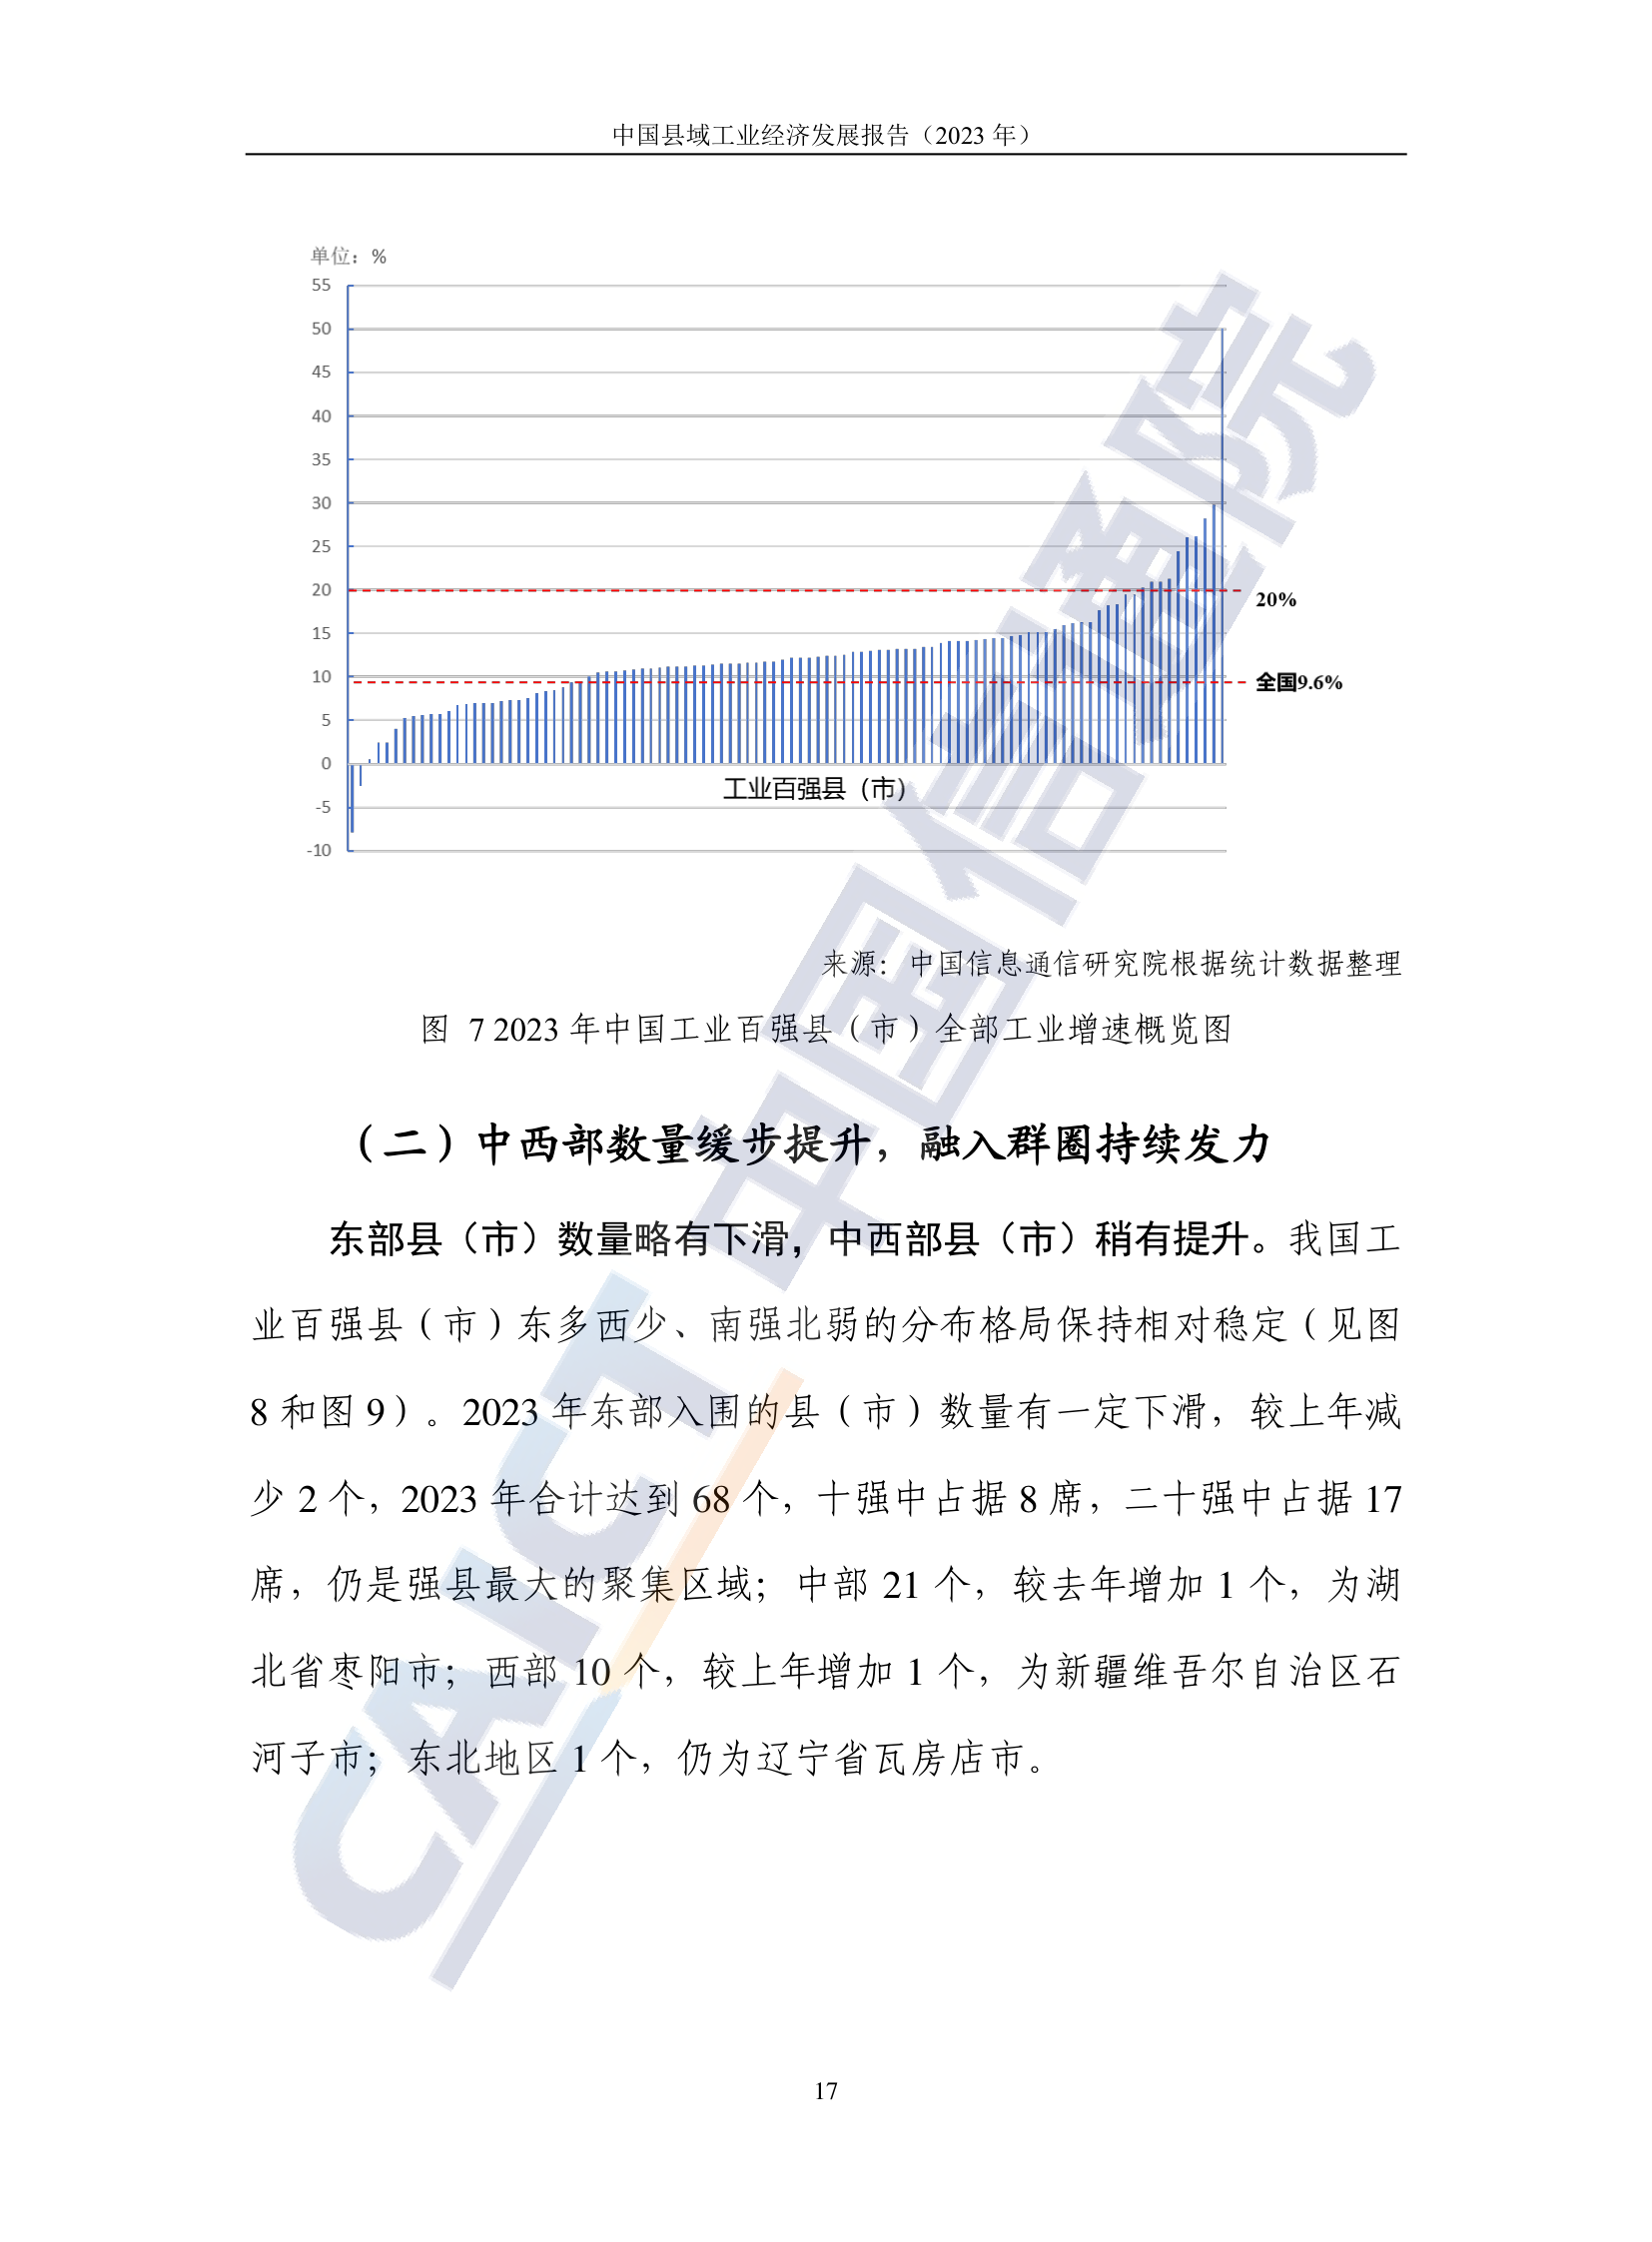 中国县域工业经济发展报告（2023 年）
单位：%
55
50
45
40
35
30
25
20
20%
15
10
全国9.6%
5
0
工业百强县（市）
-5
-10
来源：中国信息通信研究院根据统计数据整理
图 7 2023 年中国工业百强县（市）全部工业增速概览图
（二）中西部数量缓步提升，融入群圈持续发力
东部县（市）数量略有下滑，中西部县（市）稍有提升。我国工
业百强县（市）东多西少、南强北弱的分布格局保持相对稳定（见图
8 和图 9）。2023 年东部入围的县（市）数量有一定下滑，较上年减
少 2 个，2023 年合计达到 68 个，十强中占据 8 席，二十强中占据 17
席，仍是强县最大的聚集区域；中部 21 个，较去年增加 1 个，为湖
北省枣阳市；西部 10 个，较上年增加 1 个，为新疆维吾尔自治区石
河子市；东北地区 1 个，仍为辽宁省瓦房店市。
CAICT 中国信通院
17